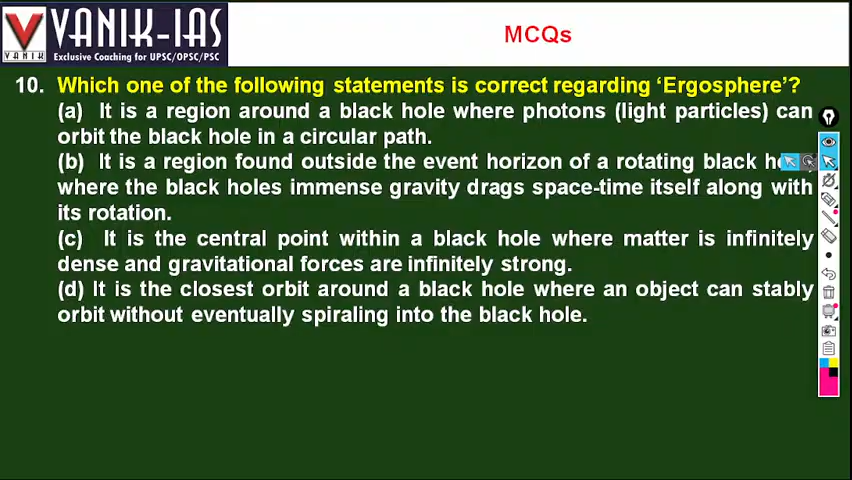 VANIK-IAS
VANIK
Exclusive Coaching for UPSC/OPSC/PSC
MCQs
10. Which one of the following statements is correct regarding ‘Ergosphere’?
(a) It is a region around a black hole where photons (light particles) can
orbit the black hole in a circular path.
(b) It is a region found outside the event horizon of a rotating black
where the black holes immense gravity drags space-time itself along with
its rotation.
(c) It is the central point within a black hole where matter is infinitely
dense and gravitational forces are infinitely strong.
(d) It is the closest orbit around a black hole where an object can stably
orbit without eventually spiraling into the black hole.